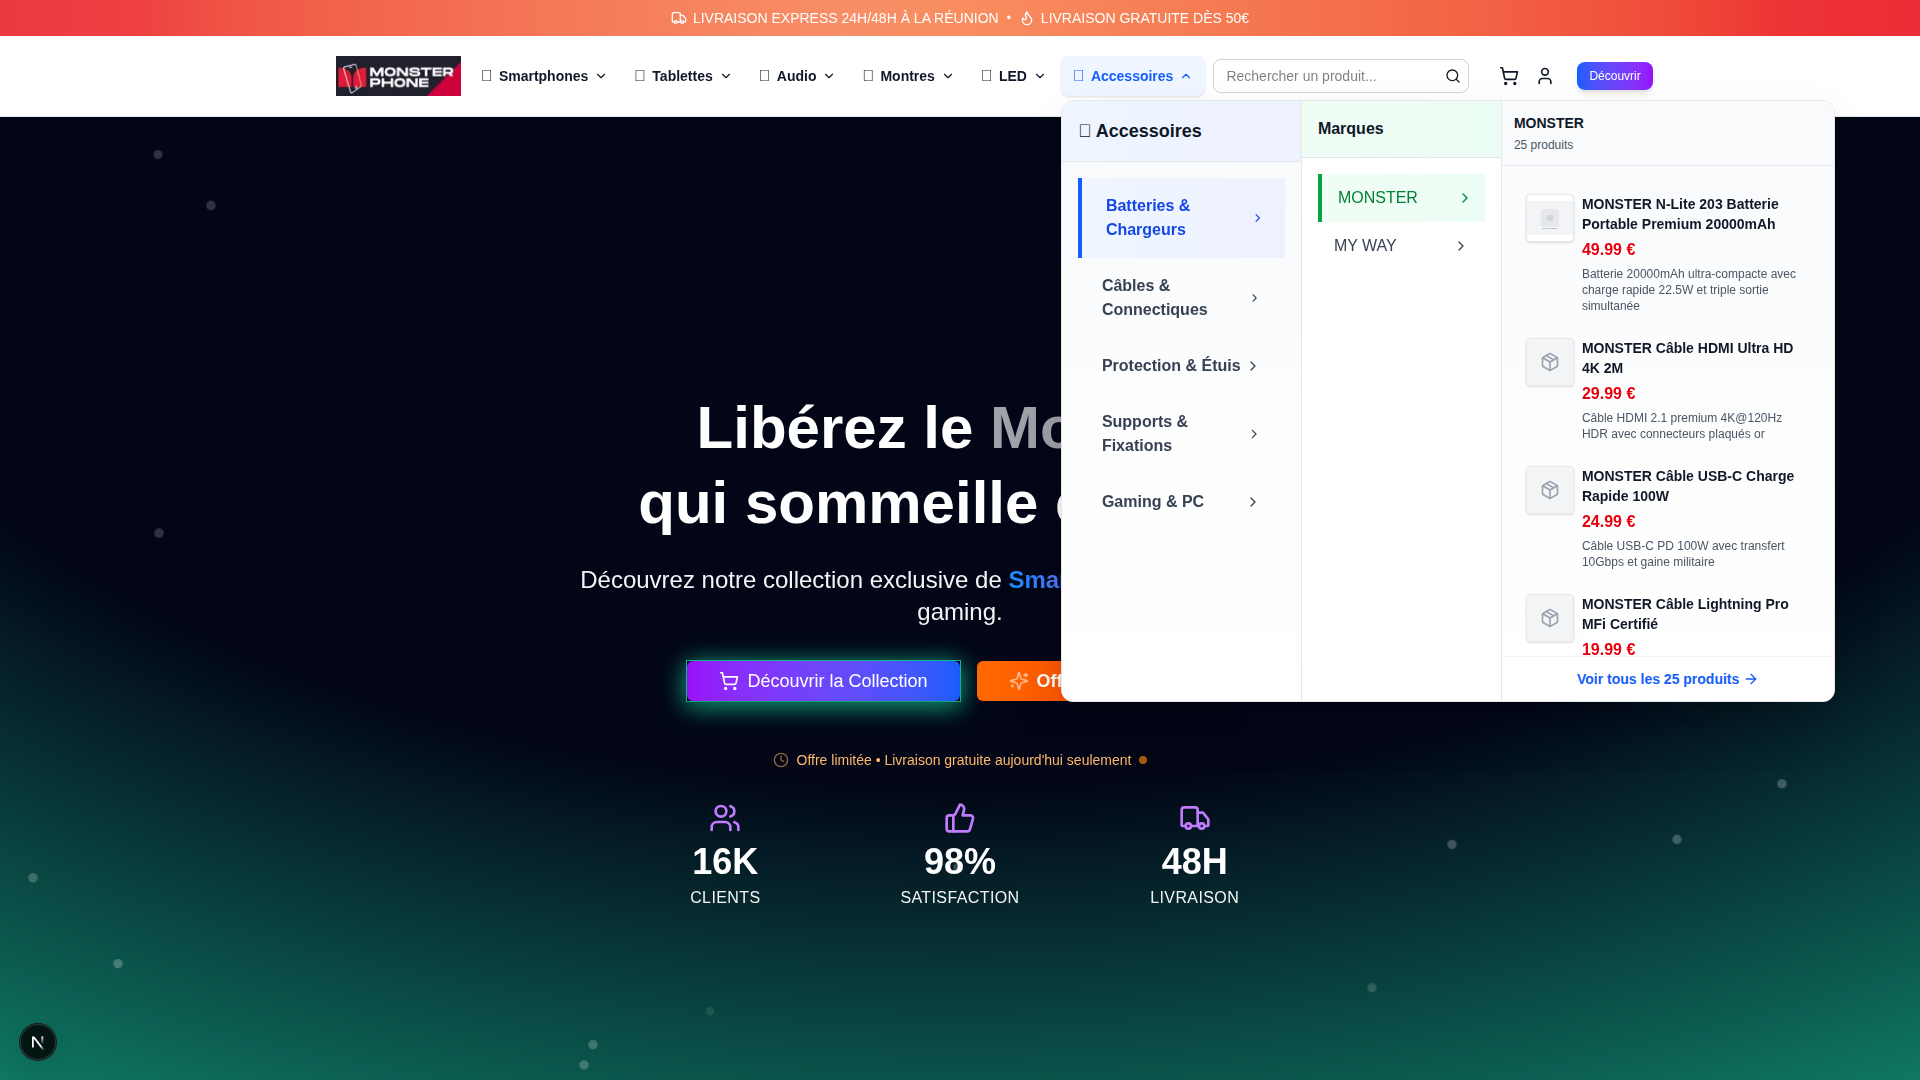 LIVRAISON EXPRESS 24H/48H À LA RÉUNION • LIVRAISON GRATUITE DÈS 50€
MONSTER
PHONE
Smartphones
Tablettes
Audio
Montres
LED
Accessoires
Rechercher un produit...
Découvrir
Accessoires
Batteries &
Chargeurs
Câbles &
Connectiques
Protection & Étuis
Supports &
Fixations
Gaming & PC
Marques
MONSTER
MY WAY
MONSTER
25 produits
MONSTER N-Lite 203 Batterie
Portable Premium 20000mAh
49.99 €
Batterie 20000mAh ultra-compacte avec
charge rapide 22.5W et triple sortie
simultanée
MONSTER Câble HDMI Ultra HD
4K 2M
29.99 €
Câble HDMI 2.1 premium 4K@120Hz
HDR avec connecteurs plaqués or
MONSTER Câble USB-C Charge
Rapide 100W
24.99 €
Câble USB-C PD 100W avec transfert
10Gbps et gaine militaire
MONSTER Câble Lightning Pro
MFi Certifié
19.99 €
Voir tous les 25 produits
Libérez le
qui sommeille
Découvrez notre collection exclusive de
gaming.
Découvrir la Collection
Offre limitée • Livraison gratuite aujourd'hui seulement
16K
CLIENTS
98%
SATISFACTION
48H
LIVRAISON
N